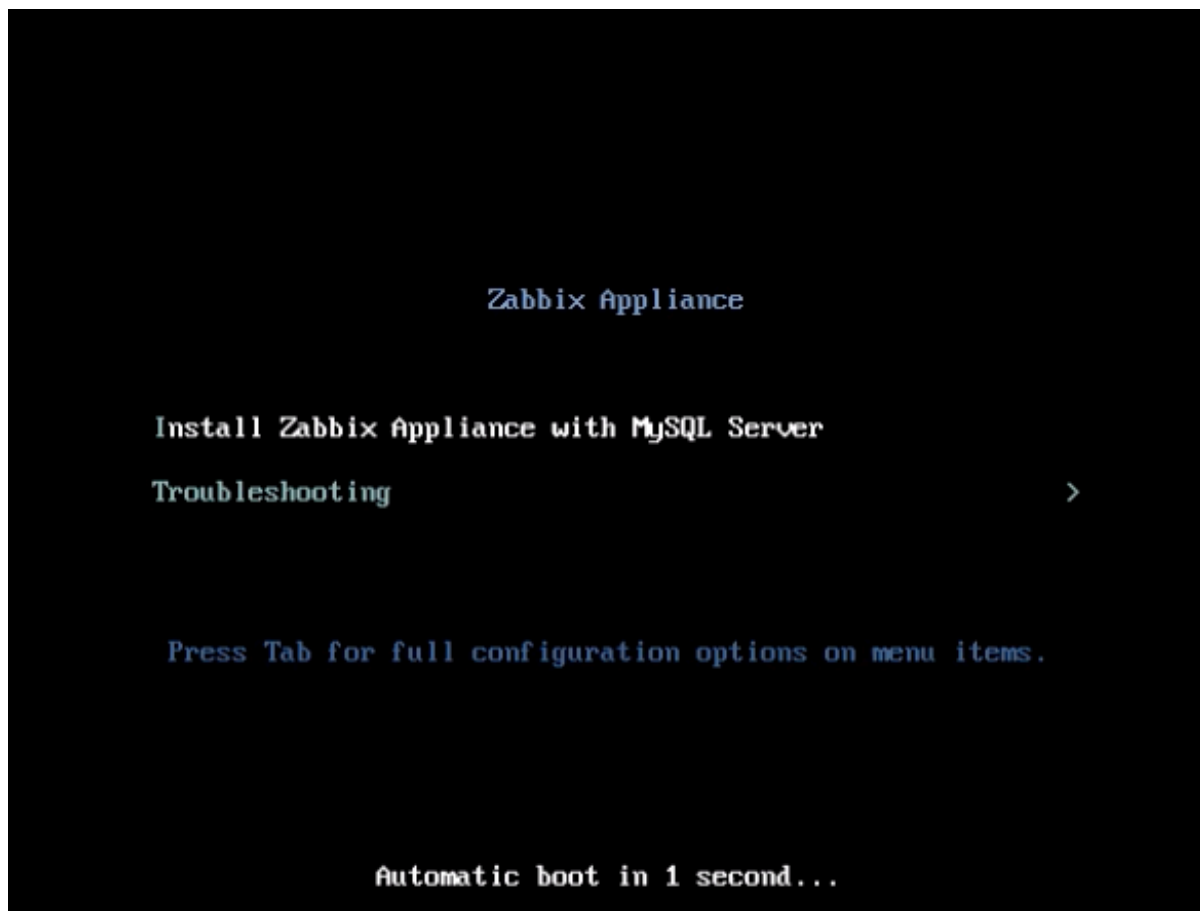 Zabbix Appliance
Install Zabbix Appliance with MySQL Server
Troubleshooting >
Press Tab for full configuration options on menu items.
Automatic boot in 1 second...